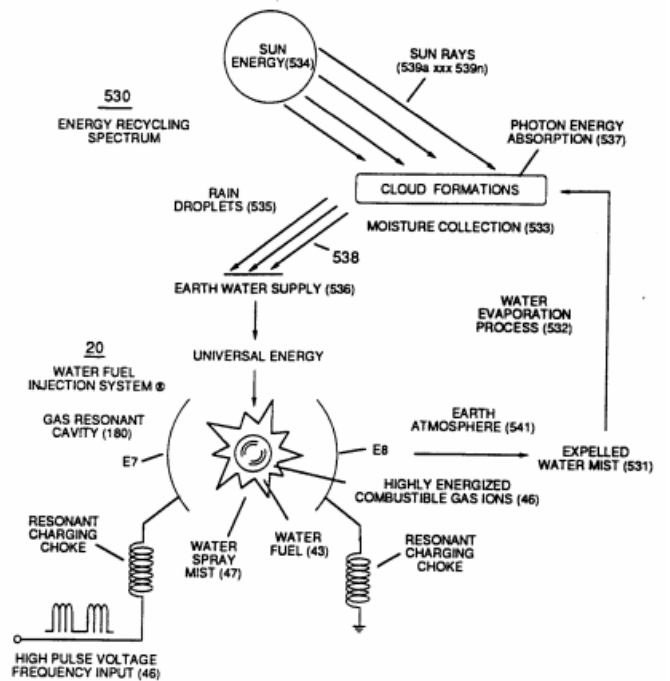 SUN
ENERGY(534)
SUN RAYS
(539a xxx 539n)
530
ENERGY RECYCLING
SPECTRUM
PHOTON ENERGY
ABSORPTION (537)
CLOUD FORMATIONS
RAIN
DROPLETS (535)
MOISTURE COLLECTION (533)
538
EARTH WATER SUPPLY (536)
WATER
EVAPORATION
PROCESS (532)
UNIVERSAL ENERGY
20
WATER FUEL
INJECTION SYSTEM ®
GAS RESONANT
CAVITY (180)
E7
E8
EARTH
ATMOSPHERE (541)
EXPELLED
WATER MIST (531)
HIGHLY ENERGIZED
COMBUSTIBLE GAS IONS (46)
RESONANT
CHARGING
CHOKE
WATER
SPRAY
MIST (47)
WATER
FUEL (43)
RESONANT
CHARGING
CHOKE
HIGH PULSE VOLTAGE
FREQUENCY INPUT (46)